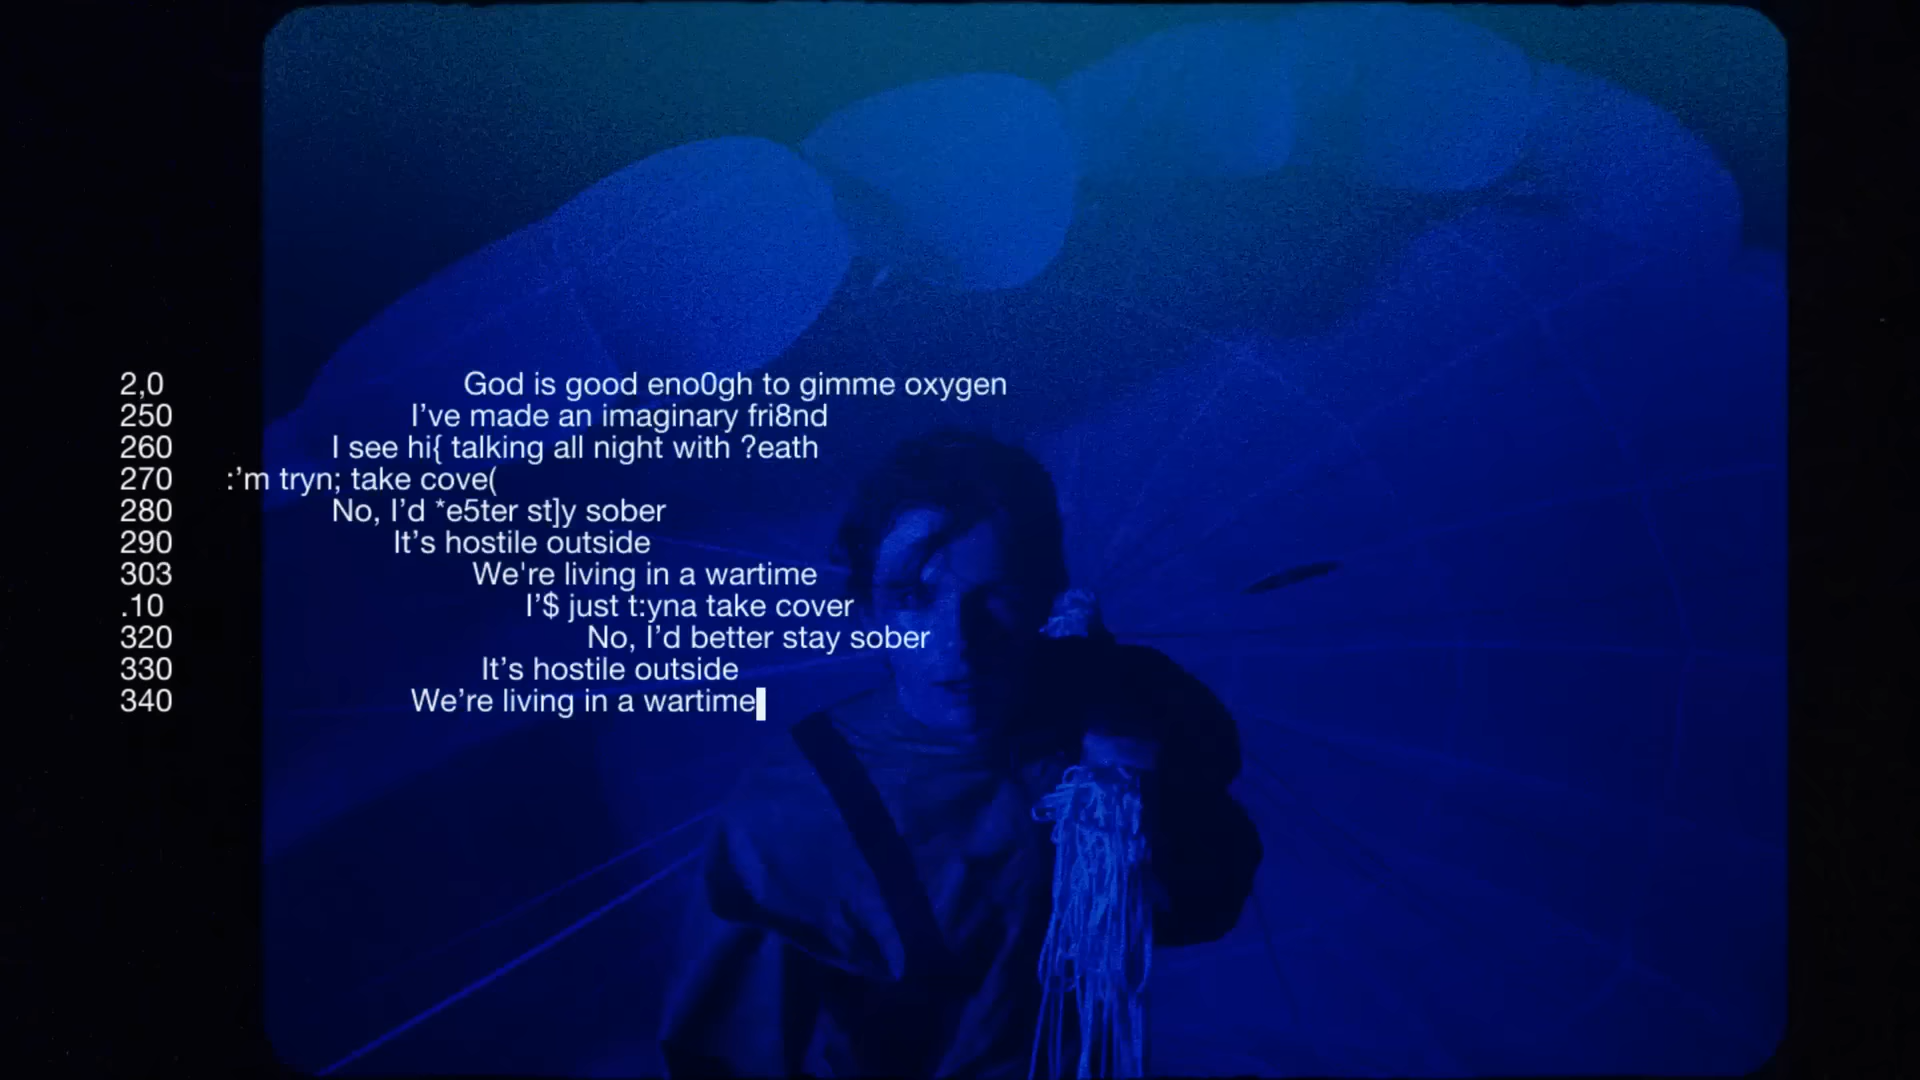 2,0 God is good eno0gh to gimme oxygen
250 I’ve made an imaginary fri8nd
260 I see hi{ talking all night with ?eath
270 :’m tryn; take cove(
280 No, I’d *e5ter st]y sober
290 It’s hostile outside
303 We're living in a wartime
.10 I’$ just t:yna take cover
320 No, I’d better stay sober
330 It’s hostile outside
340 We’re living in a wartime